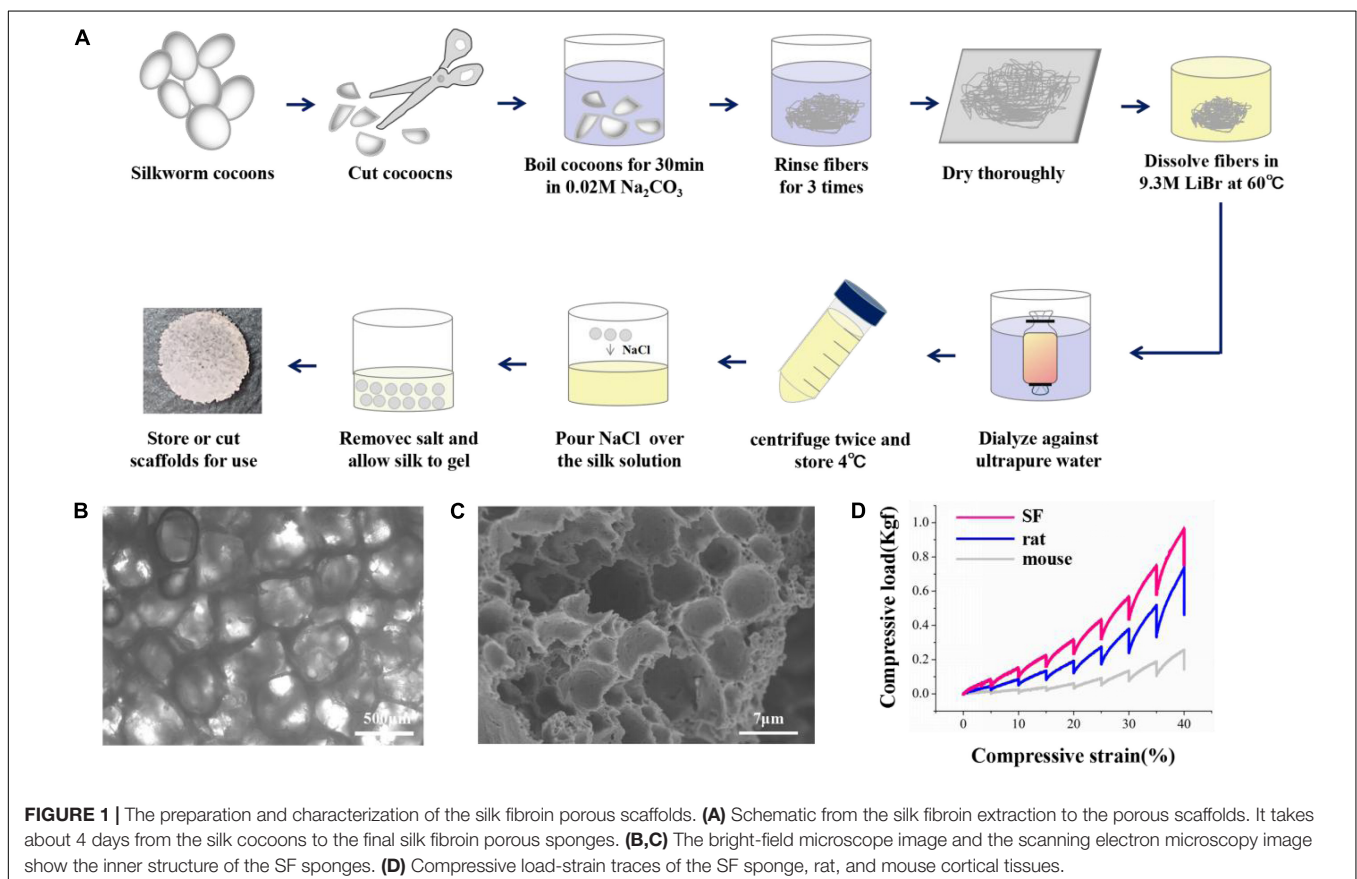 A
Silkworm cocoons
Cut cocoocns
Boil cocoons for 30min
in 0.02M Na₂CO₃
Rinse fibers
for 3 times
Dry thoroughly
Dissolve fibers in
9.3M LiBr at 60℃
NaCl
Store or cut
scaffolds for use
Removec salt and
allow silk to gel
Pour NaCl over
the silk solution
centrifuge twice and
store 4℃
Dialyze against
ultrapure water
B
500μm
C
7μm
D
SF
rat
mouse
Compressive load(Kgf)
1.0
0.8
0.6
0.4
0.2
0.0
0 10 20 30 40
Compressive strain(%)
FIGURE 1 | The preparation and characterization of the silk fibroin porous scaffolds. (A) Schematic from the silk fibroin extraction to the porous scaffolds. It takes
about 4 days from the silk cocoons to the final silk fibroin porous sponges. (B,C) The bright-field microscope image and the scanning electron microscopy image
show the inner structure of the SF sponges. (D) Compressive load-strain traces of the SF sponge, rat, and mouse cortical tissues.